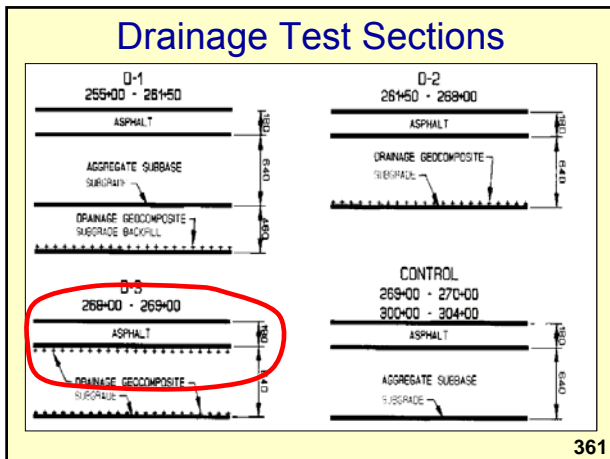 Drainage Test Sections
D-1
255+00 - 261+50
ASPHALT
180
AGGREGATE SUBBASE
SUBGRADE
640
DRAINAGE GEOCOMPOSITE
SUBGRADE BACKFILL
460
D-2
261+50 - 268+00
ASPHALT
180
DRAINAGE GEOCOMPOSITE
SUBGRADE
640
D-3
268+00 - 269+00
ASPHALT
180
DRAINAGE GEOCOMPOSITE
SUBGRADE
640
CONTROL
269+00 - 270+00
300+00 - 304+00
ASPHALT
180
AGGREGATE SUBBASE
SUBGRADE
640
361